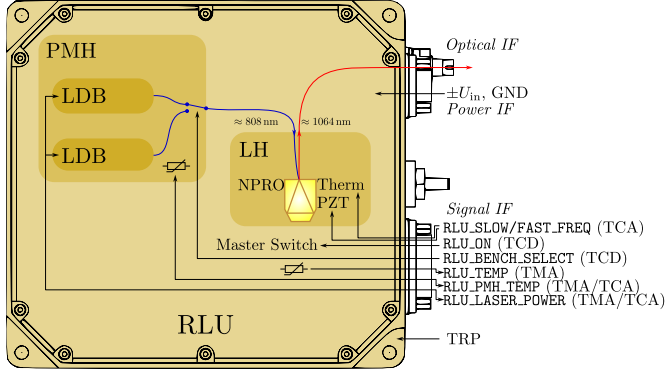 PMH
LDB
LDB
≈ 808 nm
≈ 1064 nm
LH
NPRO
Therm
PZT
Master Switch
RLU
Optical IF
±Uin, GND
Power IF
Signal IF
RLU_SLOW/FAST_FREQ (TCA)
RLU_ON (TCD)
RLU_BENCH_SELECT (TCD)
RLU_TEMP (TMA)
RLU_PMH_TEMP (TMA/TCA)
RLU_LASER_POWER (TMA/TCA)
TRP